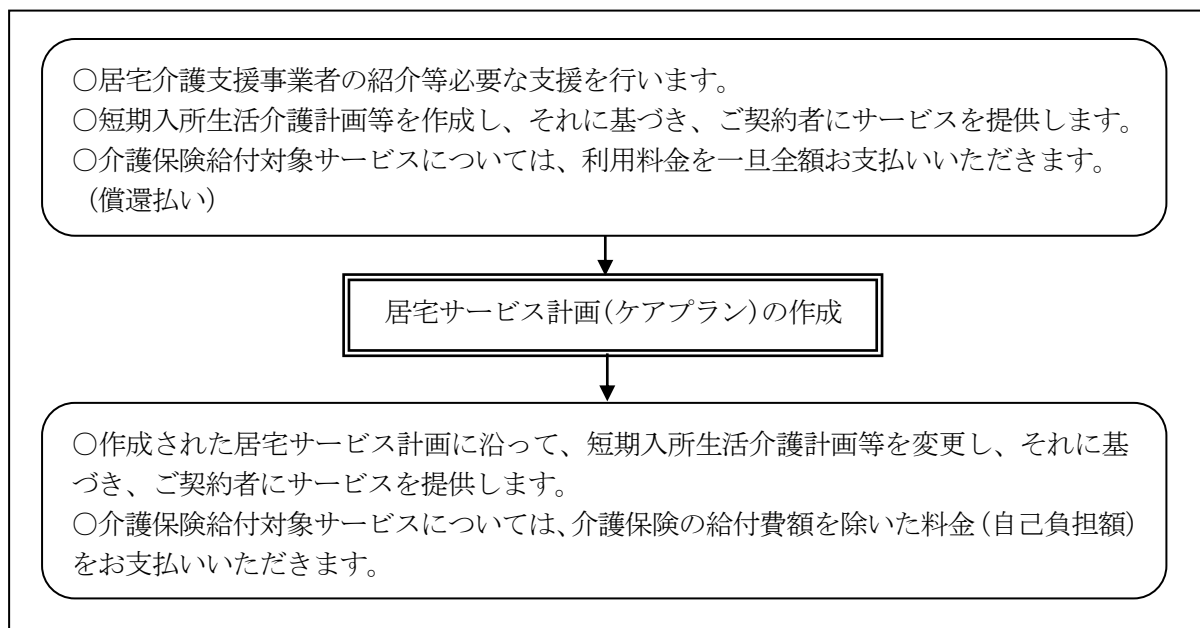 ○居宅介護支援事業者の紹介等必要な支援を行います。
○短期入所生活介護計画等を作成し、それに基づき、ご契約者にサービスを提供します。
○介護保険給付対象サービスについては、利用料金を一旦全額お支払いいただきます。
(償還払い)
居宅サービス計画(ケアプラン)の作成
○作成された居宅サービス計画に沿って、短期入所生活介護計画等を変更し、それに基
づき、ご契約者にサービスを提供します。
○介護保険給付対象サービスについては、介護保険の給付費額を除いた料金(自己負担額)
をお支払いいただきます。